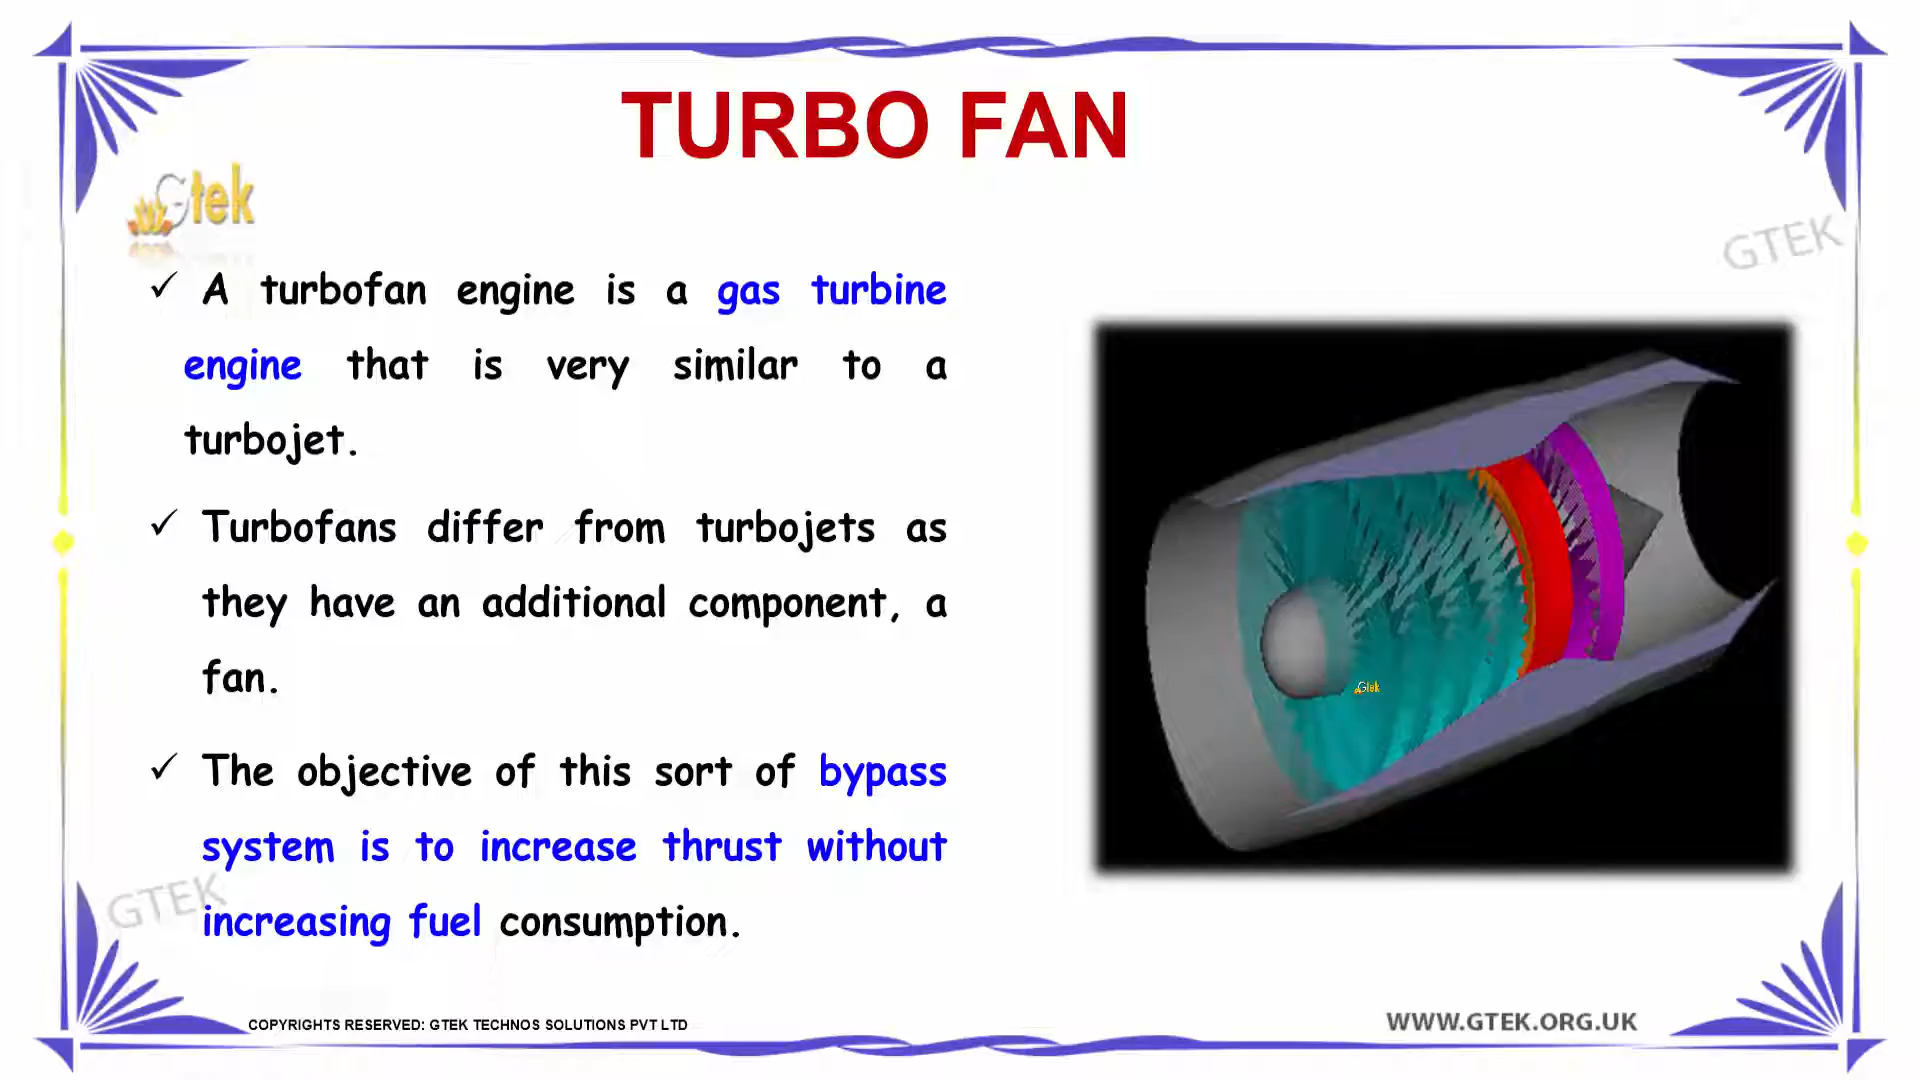 TURBO FAN
Gtek
GTEK
✓ A turbofan engine is a gas turbine
engine that is very similar to a
turbojet.
✓ Turbofans differ from turbojets as
they have an additional component, a
fan.
Gtek
✓ The objective of this sort of bypass
system is to increase thrust without
increasing fuel consumption.
GTEK
COPYRIGHTS RESERVED: GTEK TECHNOS SOLUTIONS PVT LTD
WWW.GTEK.ORG.UK